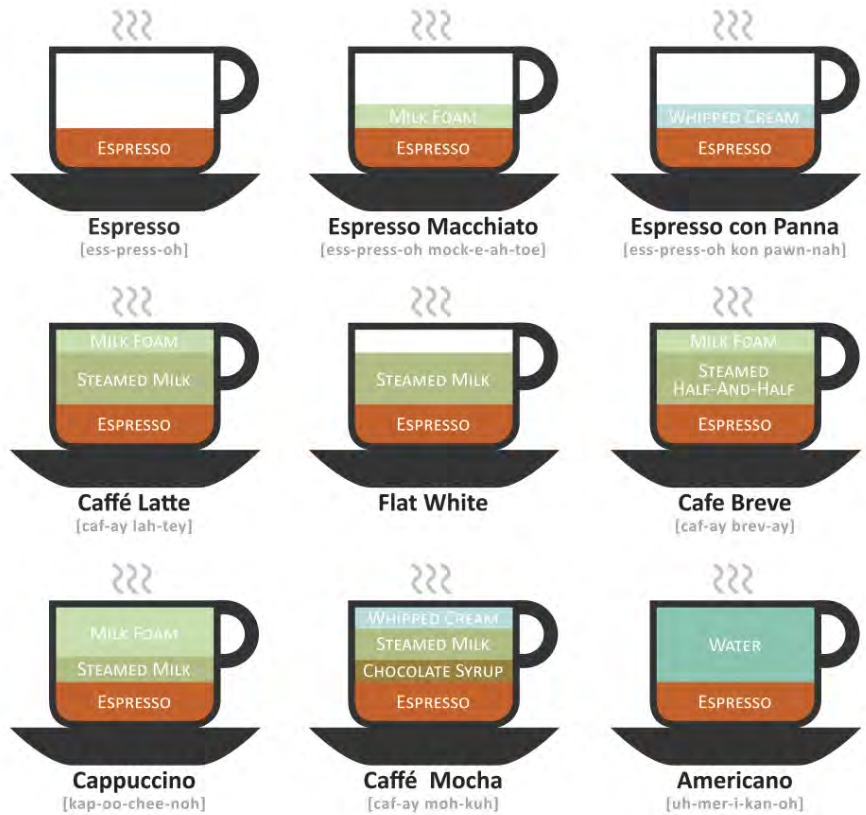 Espresso
Espresso
[ess-press-oh]
Milk Foam
Espresso
Espresso Macchiato
[ess-press-oh mock-e-ah-toe]
Whipped Cream
Espresso
Espresso con Panna
[ess-press-oh kon pawn-nah]
Milk Foam
Steamed Milk
Espresso
Caffé Latte
[caf-ay lah-tey]
Steamed Milk
Espresso
Flat White
Milk Foam
Steamed
Half-And-Half
Espresso
Cafe Breve
[caf-ay brev-ay]
Milk Foam
Steamed Milk
Espresso
Cappuccino
[kap-oo-chee-noh]
Whipped Cream
Steamed Milk
Chocolate Syrup
Espresso
Caffé Mocha
[caf-ay moh-kuh]
Water
Espresso
Americano
[uh-mer-i-kan-oh]